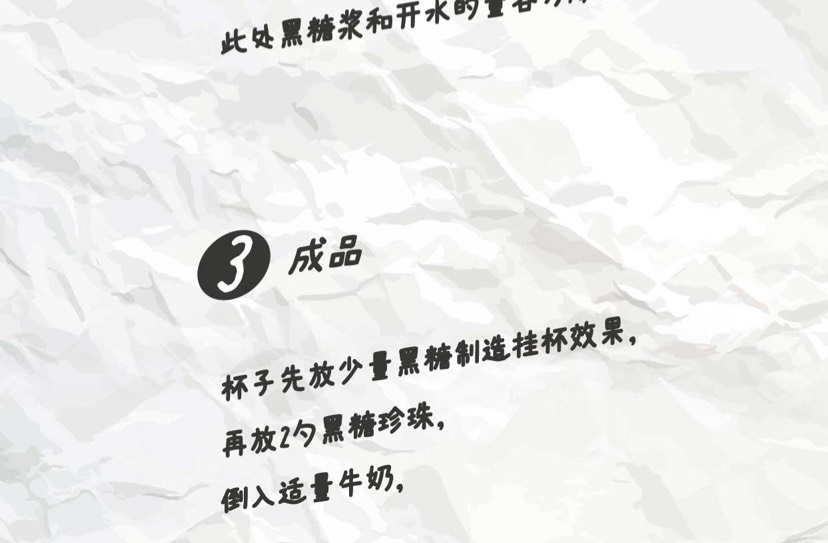 此处黑糖浆和开水的量
3 成品
杯子先放少量黑糖制造挂杯效果,
再放2勺黑糖珍珠,
倒入适量牛奶,